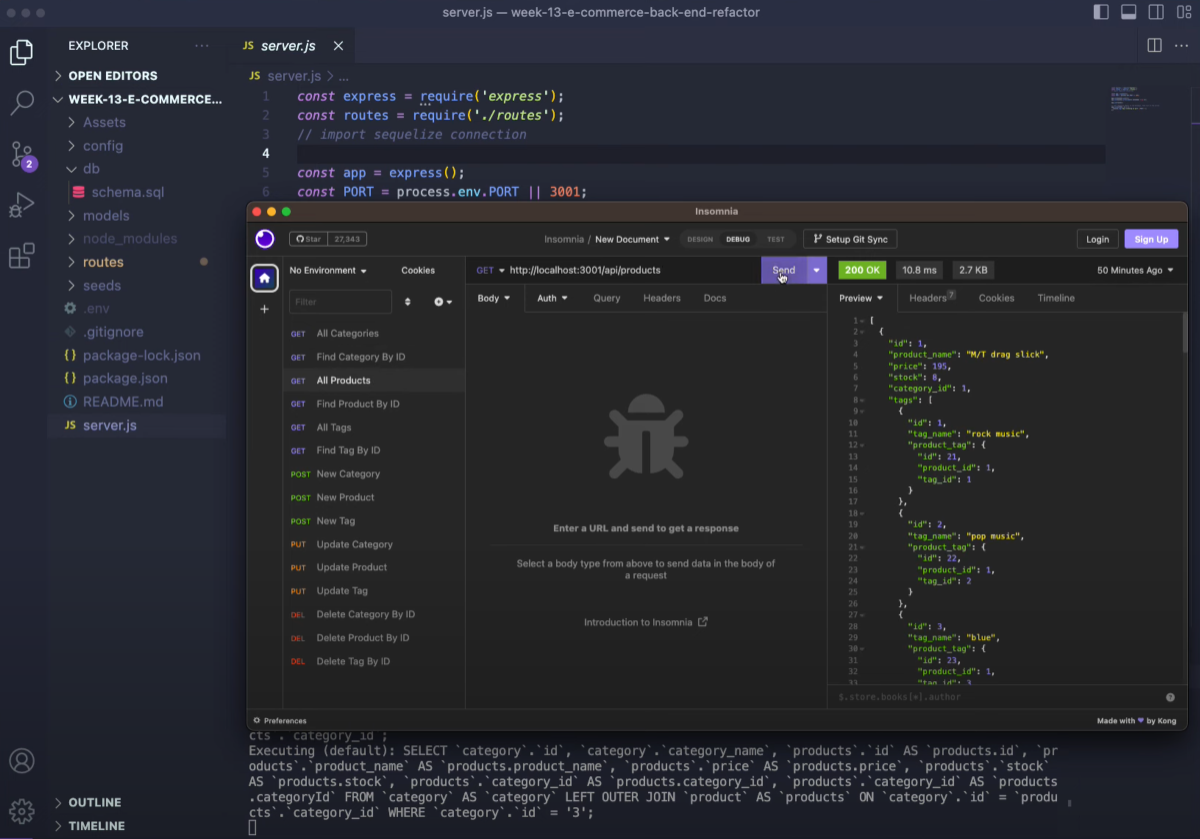 server.js — week-13-e-commerce-back-end-refactor
EXPLORER
OPEN EDITORS
WEEK-13-E-COMMERCE...
Assets
config
db
schema.sql
models
node_modules
routes
seeds
.env
.gitignore
package-lock.json
package.json
README.md
server.js
OUTLINE
TIMELINE
2
JS server.js
JS server.js > ...
1 const express = require('express');
2 const routes = require('./routes');
3 // import sequelize connection
4
5 const app = express();
6 const PORT = process.env.PORT || 3001;
Insomnia
Star 27,343
Insomnia / New Document
DESIGN DEBUG TEST
Setup Git Sync
Login
Sign Up
No Environment
Cookies
Filter
GET All Categories
GET Find Category By ID
GET All Products
GET Find Product By ID
GET All Tags
GET Find Tag By ID
POST New Category
POST New Product
POST New Tag
PUT Update Category
PUT Update Product
PUT Update Tag
DEL Delete Category By ID
DEL Delete Product By ID
DEL Delete Tag By ID
GET http://localhost:3001/api/products
Send
Body Auth Query Headers Docs
Enter a URL and send to get a response
Select a body type from above to send data in the body of
a request
Introduction to Insomnia
200 OK 10.8 ms 2.7 KB 50 Minutes Ago
Preview Headers 7 Cookies Timeline
1 [
2 {
3 "id": 1,
4 "product_name": "M/T drag slick",
5 "price": 195,
6 "stock": 8,
7 "category_id": 1,
8 "tags": [
9 {
10 "id": 1,
11 "tag_name": "rock music",
12 "product_tag": {
13 "id": 21,
14 "product_id": 1,
15 "tag_id": 1
16 }
17 },
18 {
19 "id": 2,
20 "tag_name": "pop music",
21 "product_tag": {
22 "id": 22,
23 "product_id": 1,
24 "tag_id": 2
25 }
26 },
27 {
28 "id": 3,
29 "tag_name": "blue",
30 "product_tag": {
31 "id": 23,
32 "product_id": 1,
33 "tag_id": 3
$.store.books[*].author
Preferences
Made with 💜 by Kong
cts`.`category_id`;
Executing (default): SELECT `category`.`id`, `category`.`category_name`, `products`.`id` AS `products.id`, `pr
oducts`.`product_name` AS `products.product_name`, `products`.`price` AS `products.price`, `products`.`stock`
AS `products.stock`, `products`.`category_id` AS `products.category_id`, `products`.`category_id` AS `products
.categoryId` FROM `category` AS `category` LEFT OUTER JOIN `product` AS `products` ON `category`.`id` = `produ
cts`.`category_id` WHERE `category`.`id` = '3';